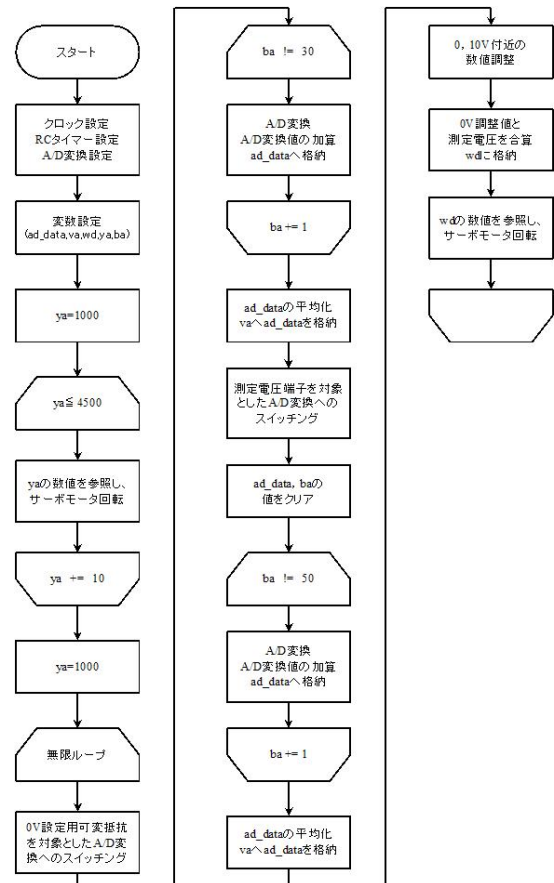 スタート
クロック設定
RCタイマー設定
A/D変換設定
変数設定
(ad_data,va,wd,ya,ba)
ya=1000
ya≦4500
yaの数値を参照し、
サーボモータ回転
ya += 10
ya=1000
無限ループ
0V設定用可変抵抗
を対象としたA/D変
換へのスイッチング
ba != 30
A/D変換
A/D変換値の加算
ad_dataへ格納
ba += 1
ad_dataの平均化
vaへad_dataを格納
測定電圧端子を対象
としたA/D変換への
スイッチング
ad_data, baの
値をクリア
ba != 50
A/D変換
A/D変換値の加算
ad_dataへ格納
ba += 1
ad_dataの平均化
vaへad_dataを格納
0, 10V付近の
数値調整
0V調整値と
測定電圧を合算
wdに格納
wdの数値を参照し、
サーボモータ回転